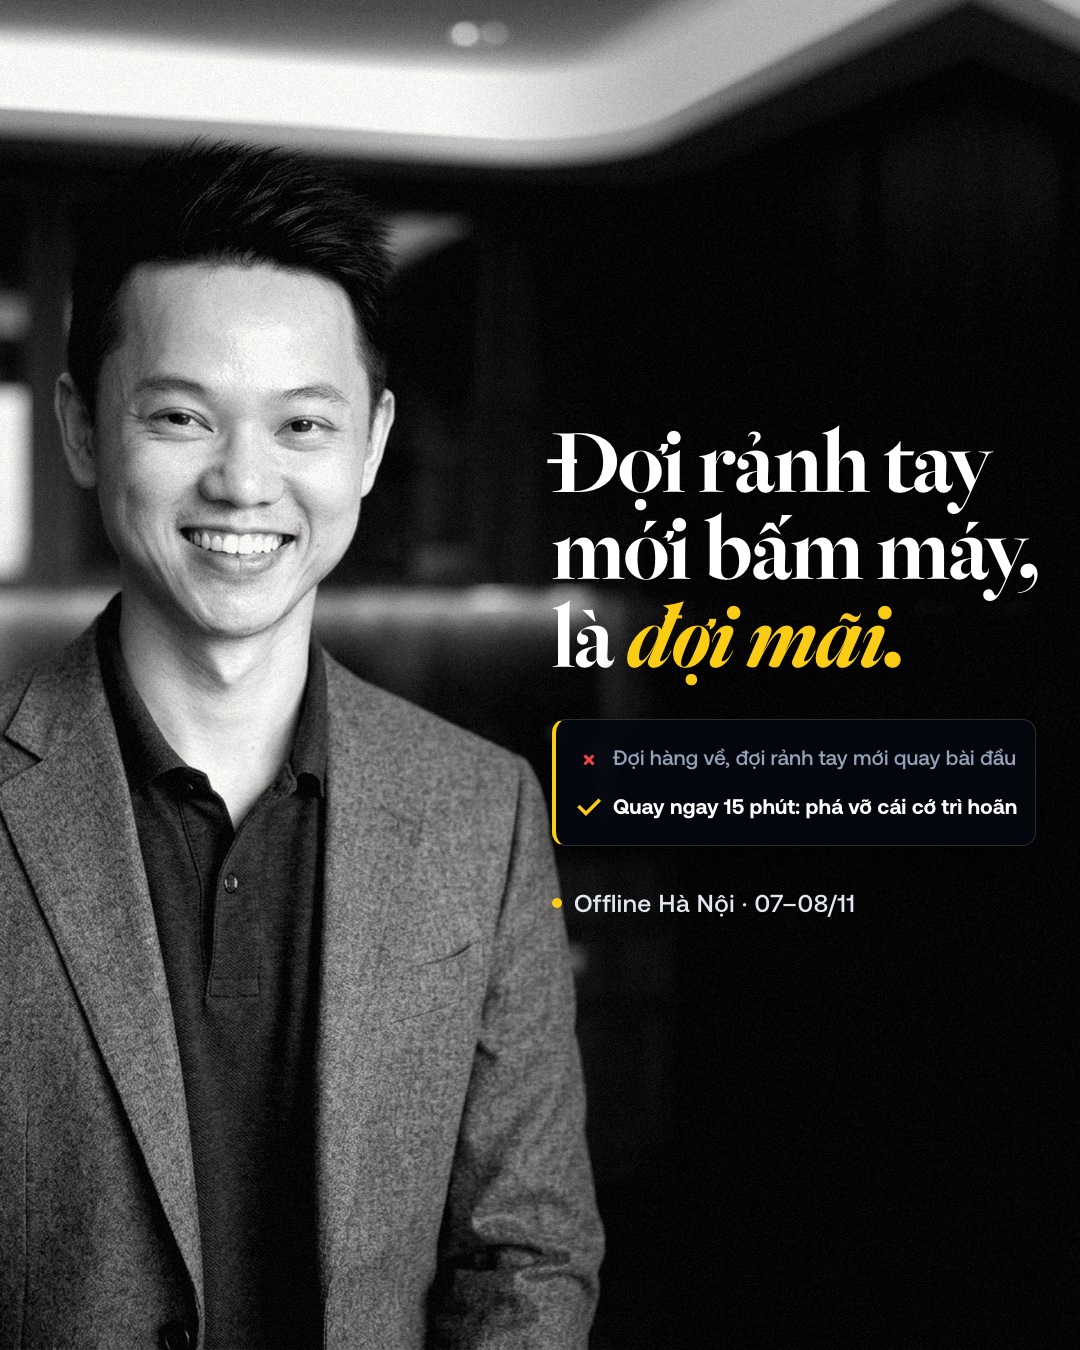 Đợi rảnh tay
mới bấm máy,
là đợi mãi.
Đợi hàng về, đợi rảnh tay mới quay bài đầu
Quay ngay 15 phút: phá vỡ cái cớ trì hoãn
Offline Hà Nội · 07–08/11